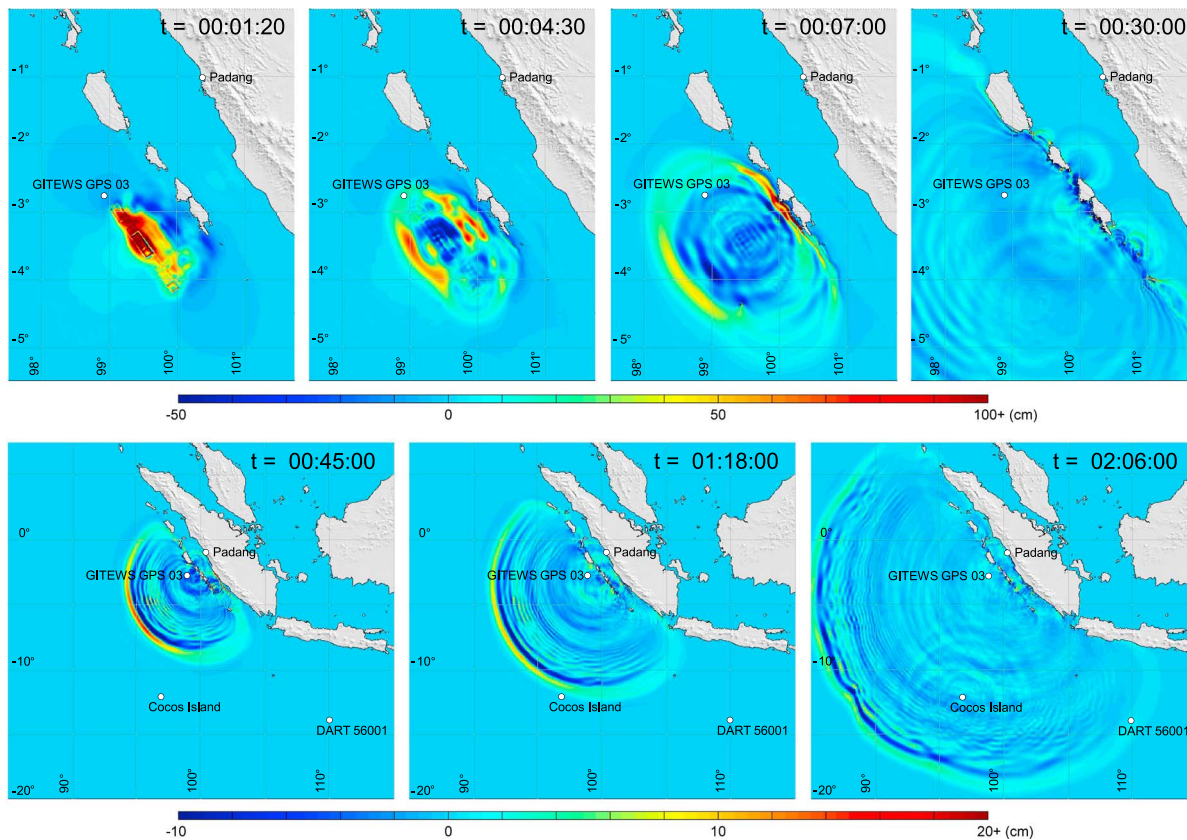 t = 00:01:20
t = 00:04:30
t = 00:07:00
t = 00:30:00
-1°
Padang
-1°
Padang
-1°
Padang
-1°
Padang
-2°
-2°
-2°
-2°
GITEWS GPS 03
GITEWS GPS 03
GITEWS GPS 03
GITEWS GPS 03
-3°
-3°
-3°
-3°
-4°
-4°
-4°
-4°
-5°
-5°
-5°
-5°
98° 99° 100° 101°
98° 99° 100° 101°
98° 99° 100° 101°
98° 99° 100° 101°
-50 0 50 100+ (cm)
t = 00:45:00
t = 01:18:00
t = 02:06:00
0°
Padang
GITEWS GPS 03
-10°
Cocos Island
DART 56001
-20°
90° 100° 110°
0°
Padang
GITEWS GPS 03
-10°
Cocos Island
DART 56001
-20°
90° 100° 110°
0°
Padang
GITEWS GPS 03
-10°
Cocos Island
DART 56001
-20°
90° 100° 110°
-10 0 10 20+ (cm)